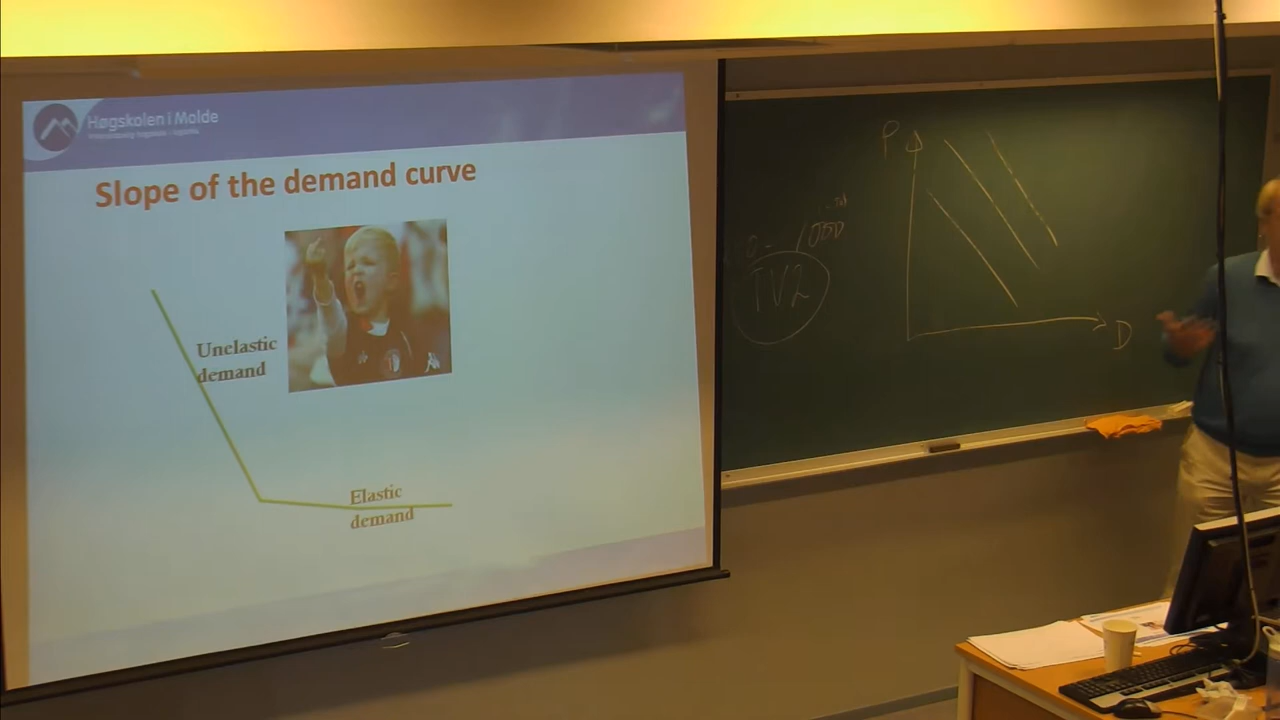 Høgskolen i Molde
Slope of the demand curve
Unelastic
demand
Elastic
demand
P
D
TV2